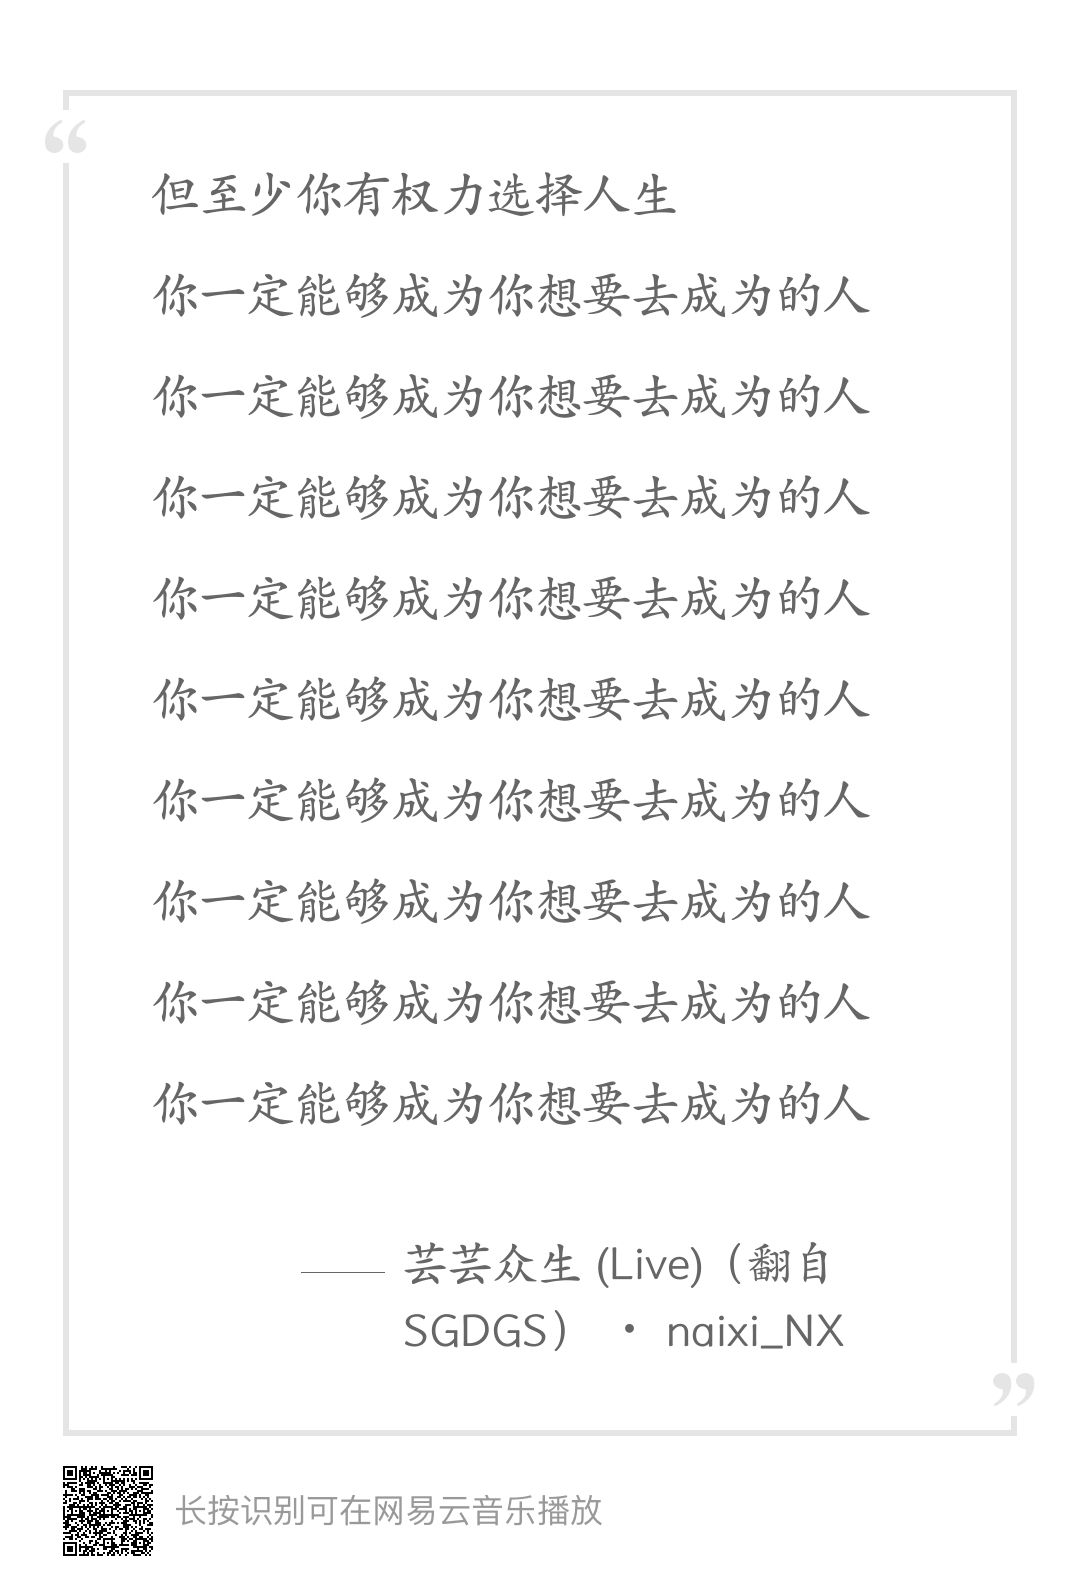 “
但至少你有权力选择人生
你一定能够成为你想要去成为的人
你一定能够成为你想要去成为的人
你一定能够成为你想要去成为的人
你一定能够成为你想要去成为的人
你一定能够成为你想要去成为的人
你一定能够成为你想要去成为的人
你一定能够成为你想要去成为的人
你一定能够成为你想要去成为的人
你一定能够成为你想要去成为的人
—— 芸芸众生 (Live)（翻自
SGDGS） · naixi_NX
”
长按识别可在网易云音乐播放